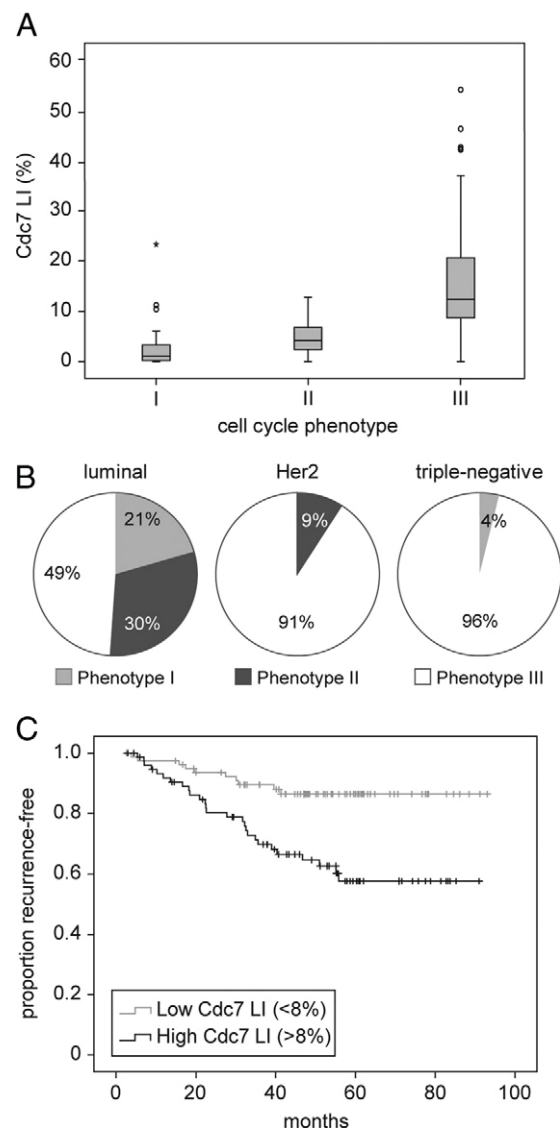 A
60
50
40
30
20
10
0
Cdc7 LI (%)
I II III
cell cycle phenotype
B
luminal Her2 triple-negative
21% 9% 4%
49%
30% 91% 96%
Phenotype I Phenotype II Phenotype III
C
1.0
0.8
0.6
0.4
0.2
0
proportion recurrence-free
Low Cdc7 LI (<8%)
High Cdc7 LI (>8%)
0 20 40 60 80 100
months